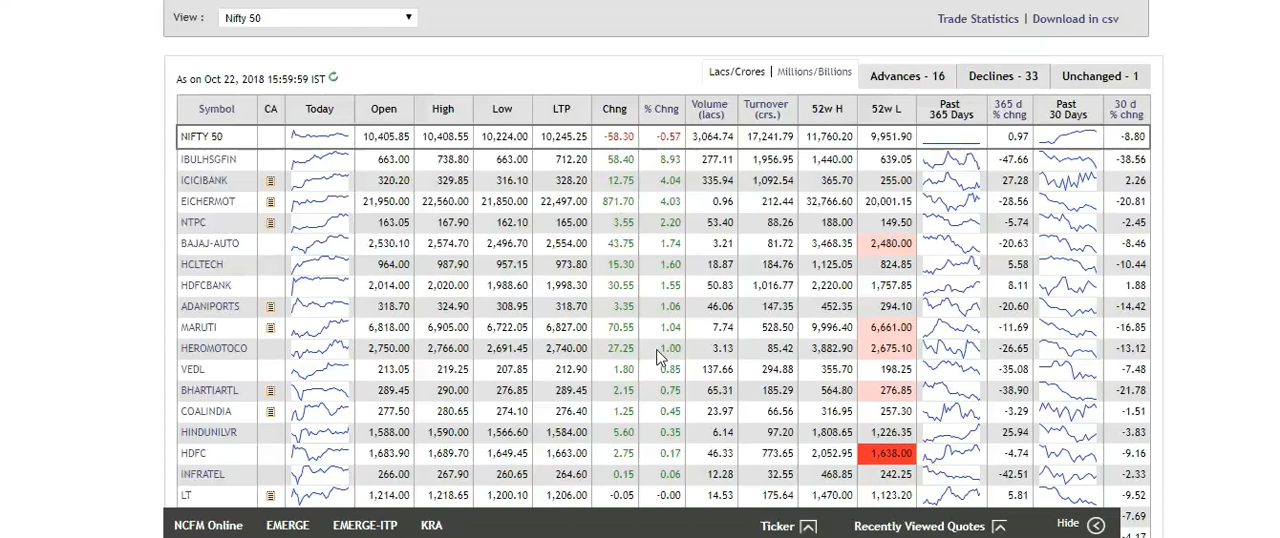 View : Nifty 50 Trade Statistics | Download in csv
As on Oct 22, 2018 15:59:59 IST Lacs/Crores | Millions/Billions Advances - 16 Declines - 33 Unchanged - 1
Symbol CA Today Open High Low LTP Chng % Chng Volume (lacs) Turnover (crs.) 52w H 52w L Past 365 Days 365 d % chng Past 30 Days 30 d % chng
NIFTY 50 10,405.85 10,408.55 10,224.00 10,245.25 -58.30 -0.57 3,064.74 17,241.79 11,760.20 9,951.90 0.97 -8.80
IBULHSGFIN 663.00 738.80 663.00 712.20 58.40 8.93 277.11 1,956.95 1,440.00 639.05 -47.66 -38.56
ICICIBANK 320.20 329.85 316.10 328.20 12.75 4.04 335.94 1,092.54 365.70 255.00 27.28 2.26
EICHERMOT 21,950.00 22,560.00 21,850.00 22,497.00 871.70 4.03 0.96 212.44 32,766.60 20,001.15 -28.56 -20.81
NTPC 163.05 167.90 162.10 165.00 3.55 2.20 53.40 88.26 188.00 149.50 -5.74 -2.45
BAJAJ-AUTO 2,530.10 2,574.70 2,496.70 2,554.00 43.75 1.74 3.21 81.72 3,468.35 2,480.00 -20.63 -8.46
HCLTECH 964.00 987.90 957.15 973.80 15.30 1.60 18.87 184.76 1,125.05 824.85 5.58 -10.44
HDFCBANK 2,014.00 2,020.00 1,988.60 1,998.30 30.55 1.55 50.83 1,016.77 2,220.00 1,757.85 8.11 1.88
ADANIPORTS 318.70 324.90 308.95 318.70 3.35 1.06 46.06 147.35 452.35 294.10 -20.60 -14.42
MARUTI 6,818.00 6,905.00 6,722.05 6,827.00 70.55 1.04 7.74 528.50 9,996.40 6,661.00 -11.69 -16.85
HEROMOTOCO 2,750.00 2,766.00 2,691.45 2,740.00 27.25 1.00 3.13 85.42 3,882.90 2,675.10 -26.65 -13.12
VEDL 213.05 219.25 207.85 212.90 1.80 0.85 137.66 294.88 355.70 198.25 -35.08 -7.48
BHARTIARTL 289.45 290.00 276.85 289.45 2.15 0.75 65.31 185.29 564.80 276.85 -38.90 -21.78
COALINDIA 277.50 280.65 274.10 276.40 1.25 0.45 23.97 66.56 316.95 257.30 -3.29 -1.51
HINDUNILVR 1,588.00 1,590.00 1,566.60 1,584.00 5.60 0.35 6.14 97.20 1,808.65 1,226.35 25.94 -3.83
HDFC 1,683.90 1,689.70 1,649.45 1,663.00 2.75 0.17 46.33 773.65 2,052.95 1,638.00 -4.74 -9.16
INFRATEL 266.00 267.90 260.65 264.60 0.15 0.06 12.28 32.55 468.85 242.25 -42.51 -2.33
LT 1,214.00 1,218.65 1,200.10 1,206.00 -0.05 -0.00 14.53 175.64 1,470.00 1,123.20 5.81 -9.52
-7.69
NCFM Online EMERGE EMERGE-ITP KRA Ticker Recently Viewed Quotes Hide